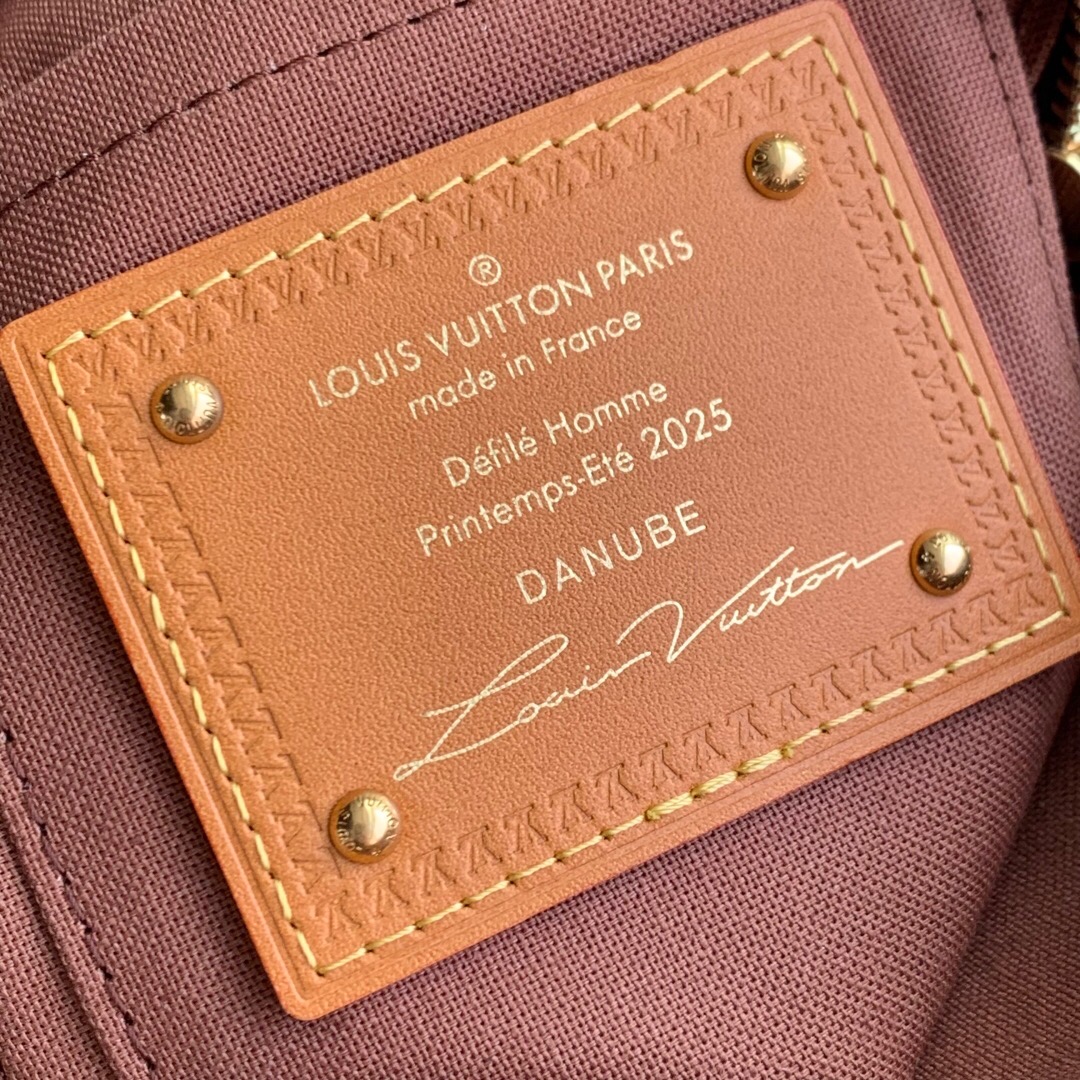 ®
LOUIS VUITTON PARIS
made in France
Défilé Homme
Printemps-Eté 2025
DANUBE
Louis Vuitton